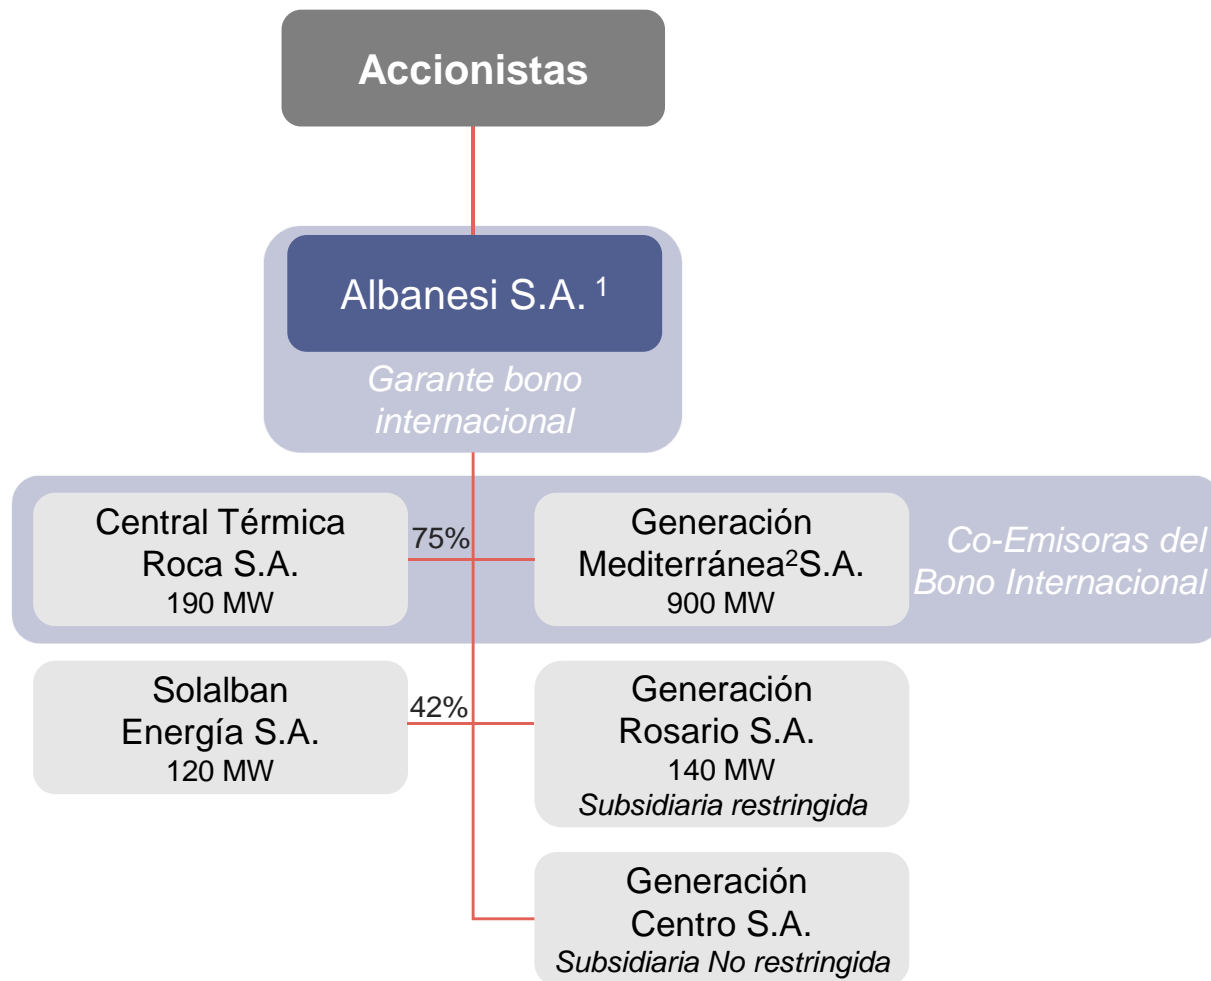 Accionistas
Albanesi S.A. ¹
Garante bono
internacional
Central Térmica
Roca S.A.
190 MW
75%
Generación
Mediterránea²S.A.
900 MW
Co-Emisoras del
Bono Internacional
Solalban
Energía S.A.
120 MW
42%
Generación
Rosario S.A.
140 MW
Subsidiaria restringida
Generación
Centro S.A.
Subsidiaria No restringida